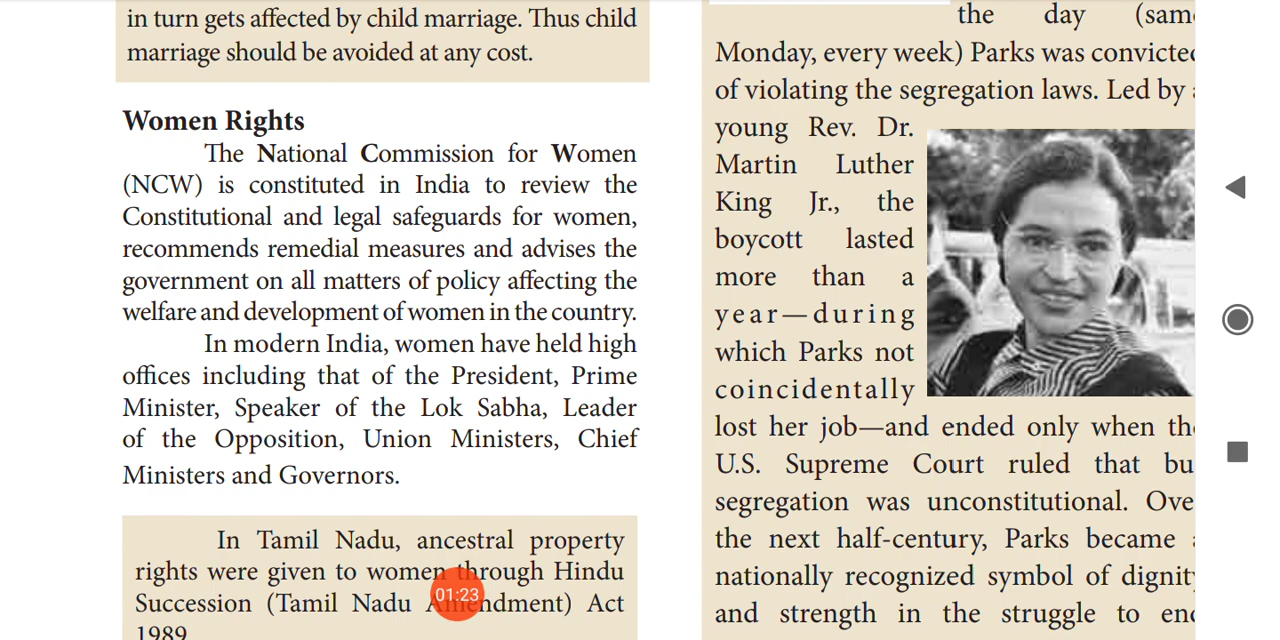 in turn gets affected by child marriage. Thus child
marriage should be avoided at any cost.
Women Rights
The National Commission for Women
(NCW) is constituted in India to review the
Constitutional and legal safeguards for women,
recommends remedial measures and advises the
government on all matters of policy affecting the
welfare and development of women in the country.
In modern India, women have held high
offices including that of the President, Prime
Minister, Speaker of the Lok Sabha, Leader
of the Opposition, Union Ministers, Chief
Ministers and Governors.
In Tamil Nadu, ancestral property
rights were given to women through Hindu
Succession (Tamil Nadu Amendment) Act
1989
01:23
the day (same
Monday, every week) Parks was convicted
of violating the segregation laws. Led by
young Rev. Dr.
Martin Luther
King Jr., the
boycott lasted
more than a
year—during
which Parks not
coincidentally
lost her job—and ended only when the
U.S. Supreme Court ruled that bu
segregation was unconstitutional. Ove
the next half-century, Parks became
nationally recognized symbol of dignity
and strength in the struggle to end